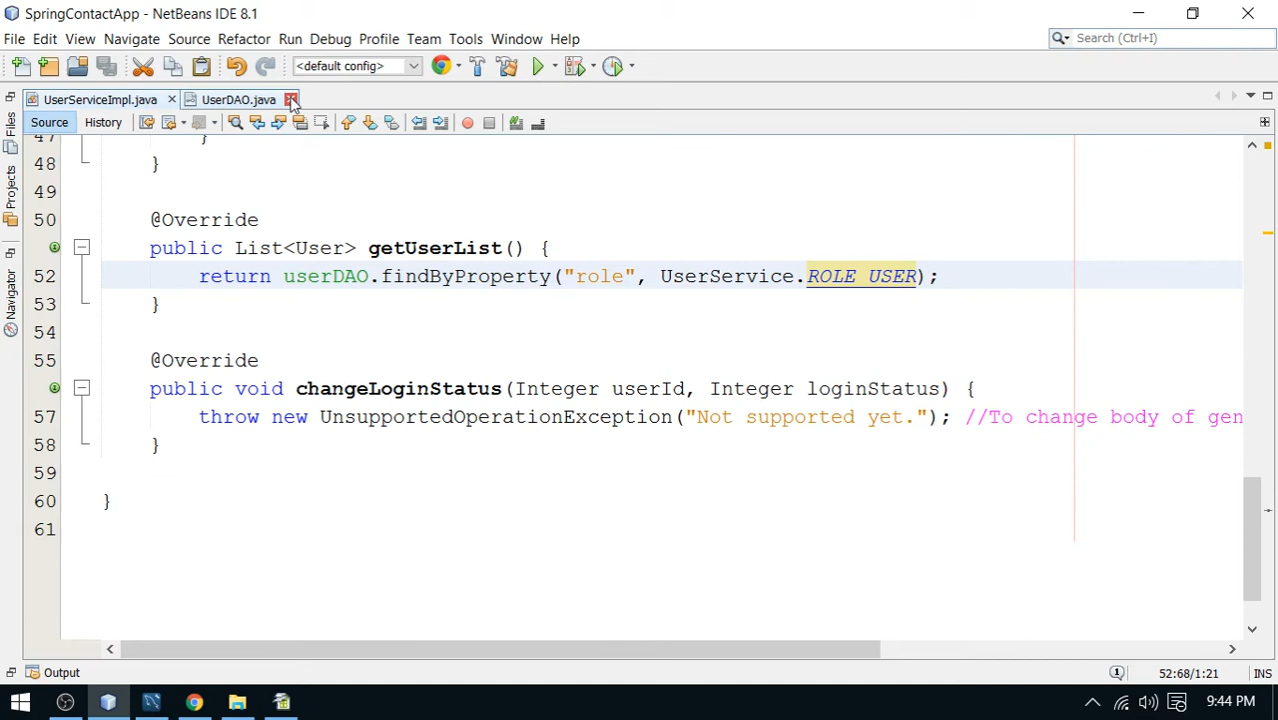 SpringContactApp - NetBeans IDE 8.1
File Edit View Navigate Source Refactor Run Debug Profile Team Tools Window Help
Search (Ctrl+I)
<default config>
UserServiceImpl.java UserDAO.java
Source History
Files
Projects
Navigator
47 }
48 }
49
50 @Override
public List<User> getUserList() {
52 return userDAO.findByProperty("role", UserService.ROLE_USER);
53 }
54
55 @Override
public void changeLoginStatus(Integer userId, Integer loginStatus) {
57 throw new UnsupportedOperationException("Not supported yet."); //To change body of gen
58 }
59
60 }
61
Output
52:68/1:21 INS
9:44 PM